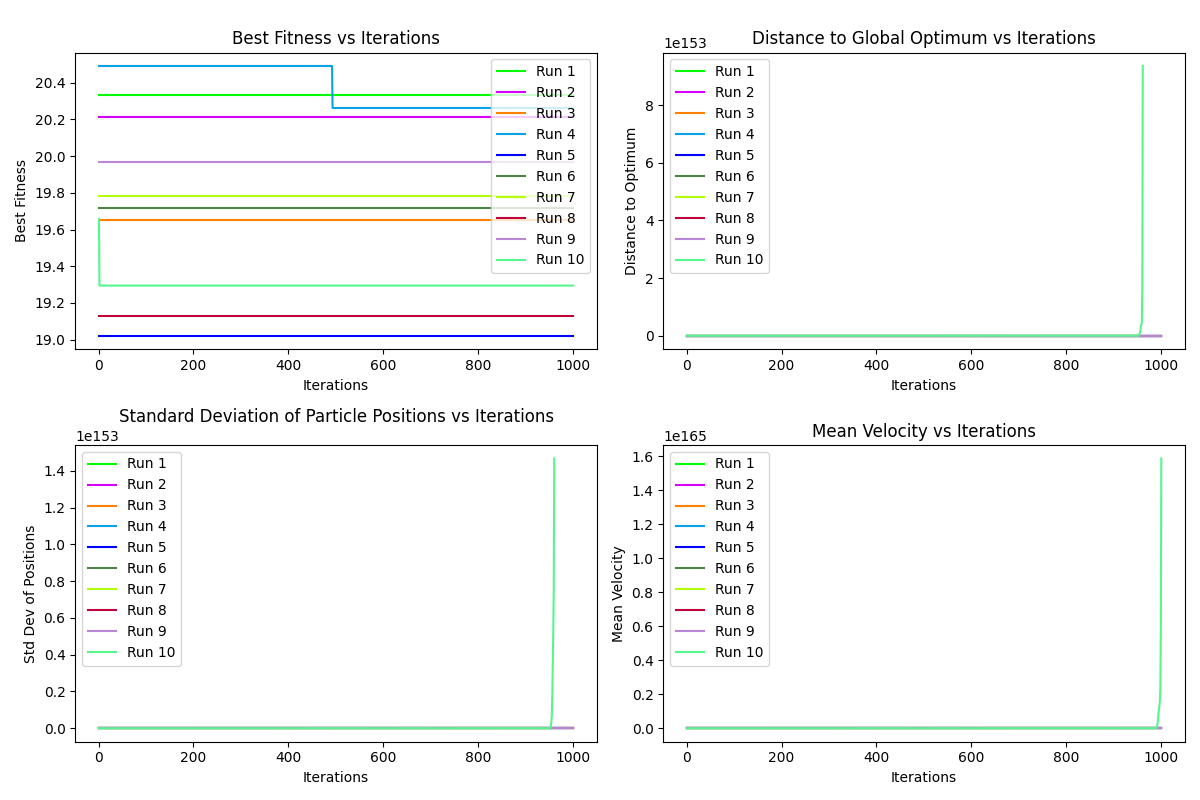 Best Fitness vs Iterations
Best Fitness
20.4
20.2
20.0
19.8
19.6
19.4
19.2
19.0
0 200 400 600 800 1000
Iterations
Run 1
Run 2
Run 3
Run 4
Run 5
Run 6
Run 7
Run 8
Run 9
Run 10
Distance to Global Optimum vs Iterations
1e153
Distance to Optimum
8
6
4
2
0
0 200 400 600 800 1000
Iterations
Run 1
Run 2
Run 3
Run 4
Run 5
Run 6
Run 7
Run 8
Run 9
Run 10
Standard Deviation of Particle Positions vs Iterations
1e153
Std Dev of Positions
1.4
1.2
1.0
0.8
0.6
0.4
0.2
0.0
0 200 400 600 800 1000
Iterations
Run 1
Run 2
Run 3
Run 4
Run 5
Run 6
Run 7
Run 8
Run 9
Run 10
Mean Velocity vs Iterations
1e165
Mean Velocity
1.6
1.4
1.2
1.0
0.8
0.6
0.4
0.2
0.0
0 200 400 600 800 1000
Iterations
Run 1
Run 2
Run 3
Run 4
Run 5
Run 6
Run 7
Run 8
Run 9
Run 10